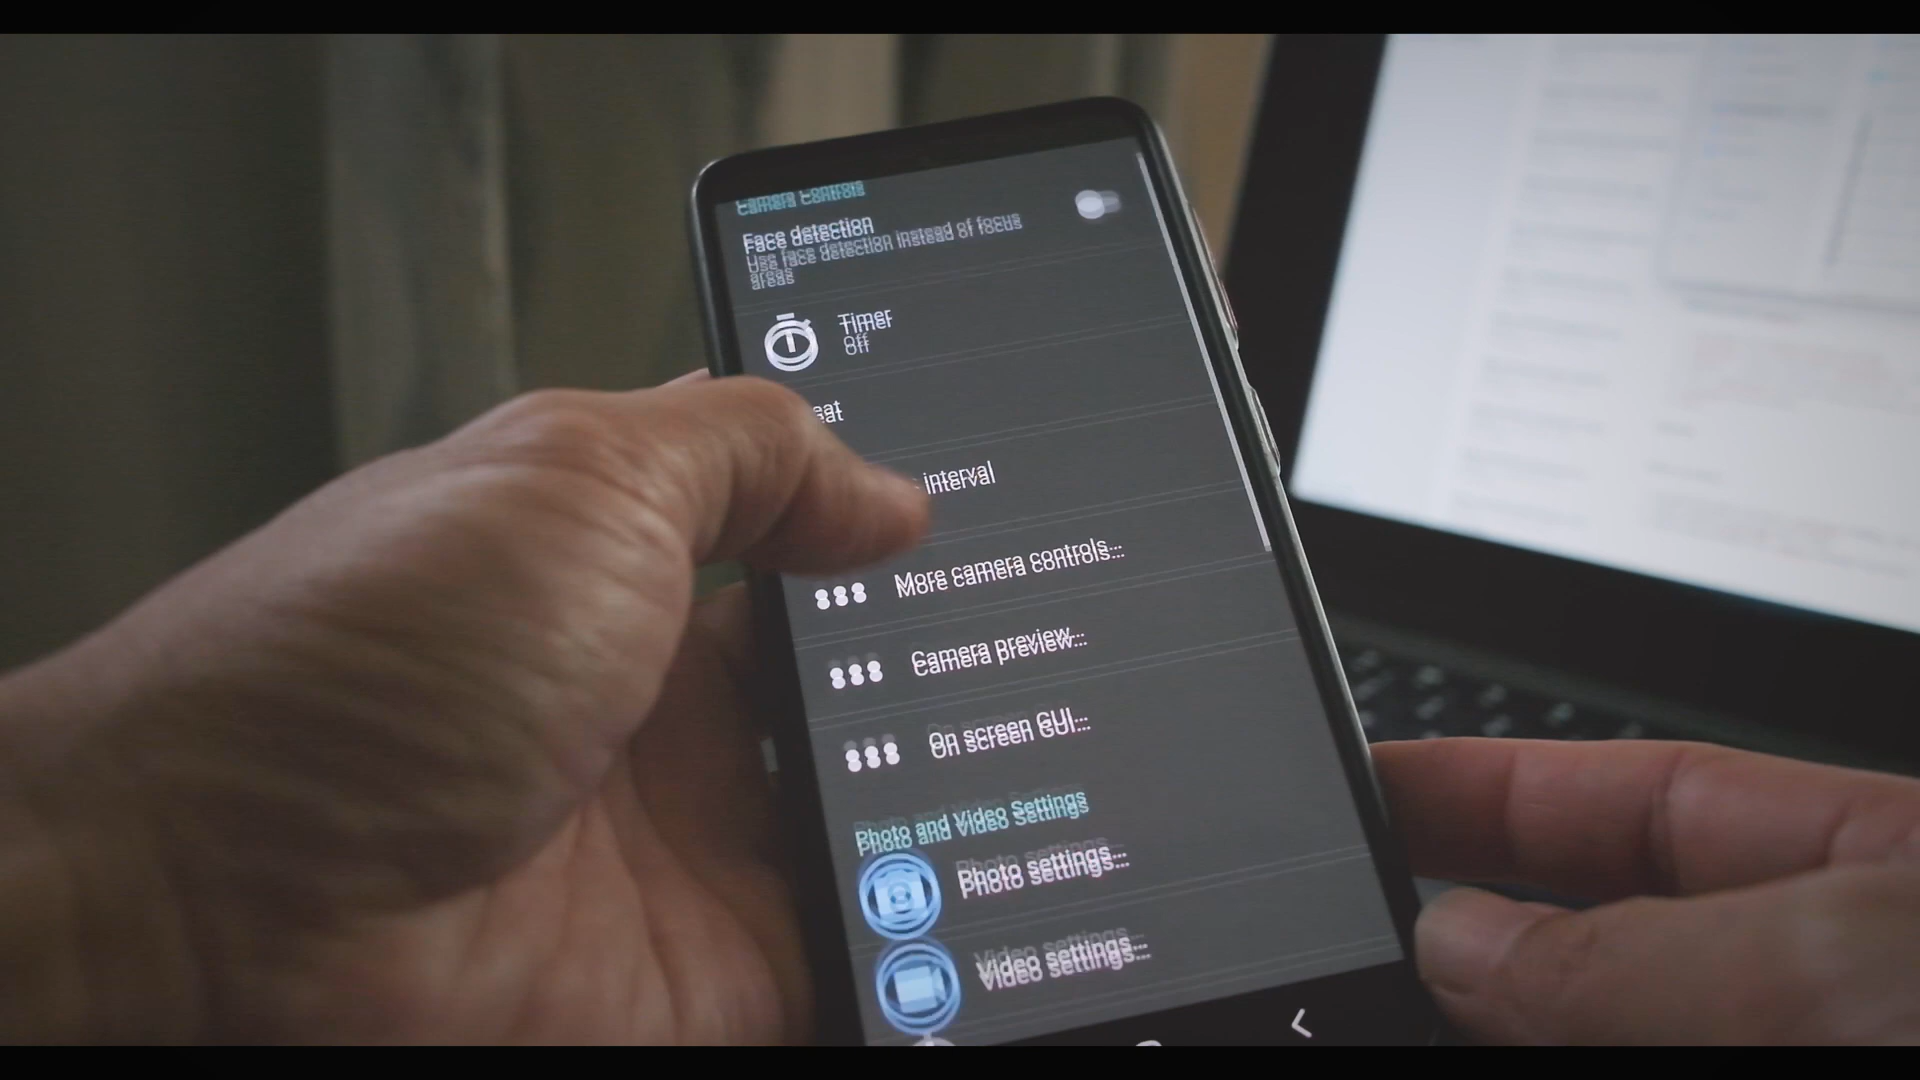 Camera Controls
Face detection
Use face detection instead of focus
areas
Timer
Off
interval
More camera controls...
Camera preview...
On screen GUI...
Photo and Video Settings
Photo settings...
Video settings...